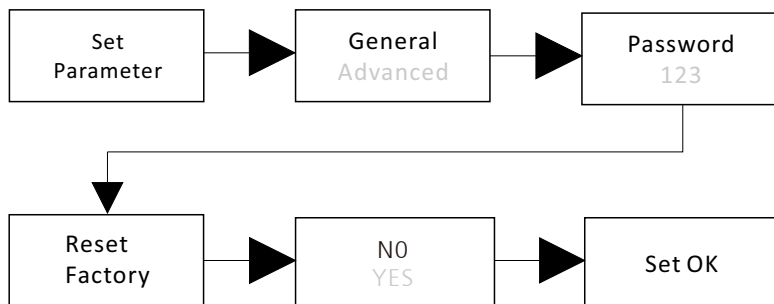 Set
Parameter
General
Advanced
Password
123
Reset
Factory
N0
YES
Set OK